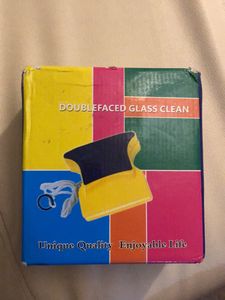 DOUBLEFACED GLASS CLEAN
Unique Quality Enjoyable Life